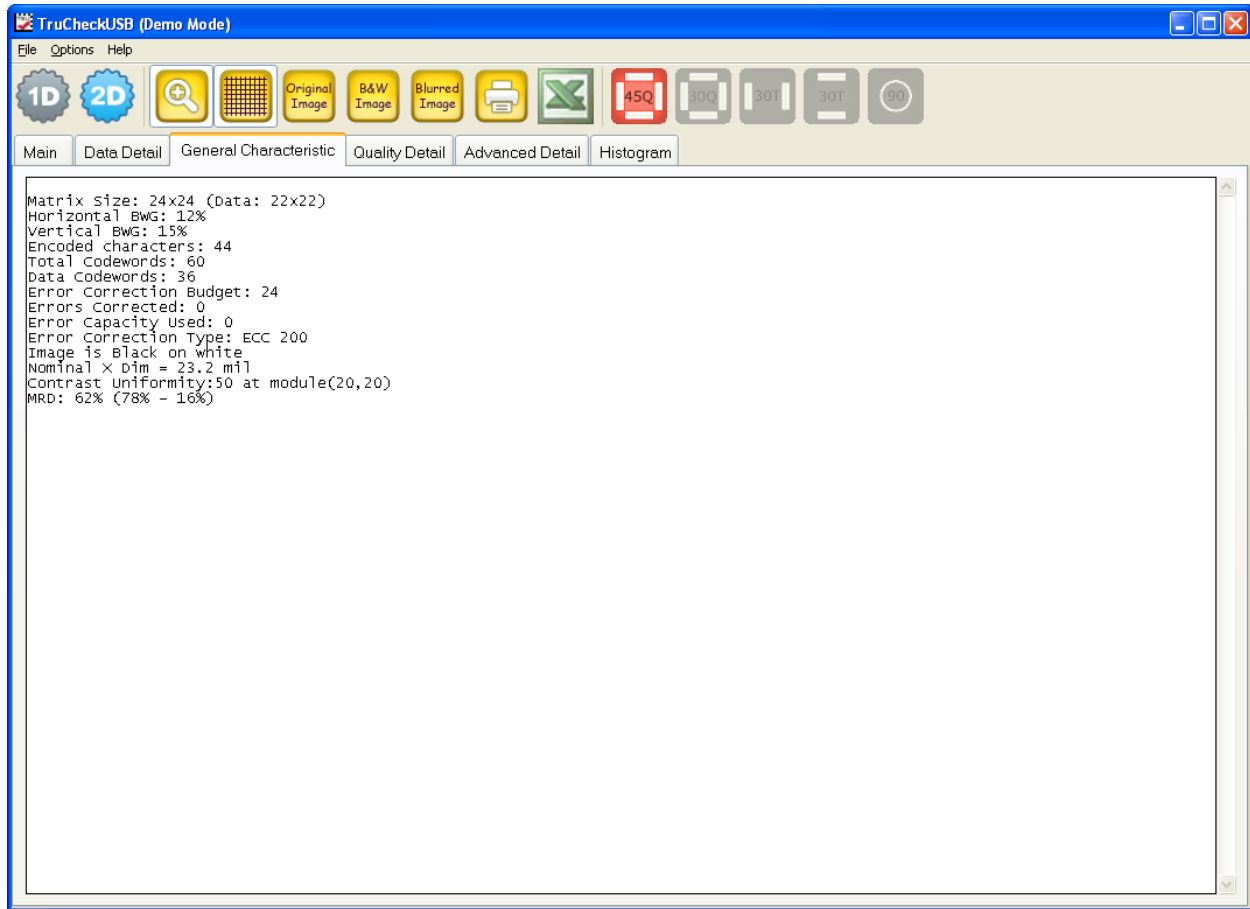 TruCheckUSB (Demo Mode)
File Options Help
1D 2D Original Image B&W Image Blurred Image 45Q 30Q 30T 30T 90
Main Data Detail General Characteristic Quality Detail Advanced Detail Histogram
Matrix Size: 24x24 (Data: 22x22)
Horizontal BWG: 12%
Vertical BWG: 15%
Encoded characters: 44
Total Codewords: 60
Data Codewords: 36
Error Correction Budget: 24
Errors Corrected: 0
Error Capacity Used: 0
Error Correction Type: ECC 200
Image is Black on white
Nominal X Dim = 23.2 mil
Contrast Uniformity:50 at module(20,20)
MRD: 62% (78% - 16%)